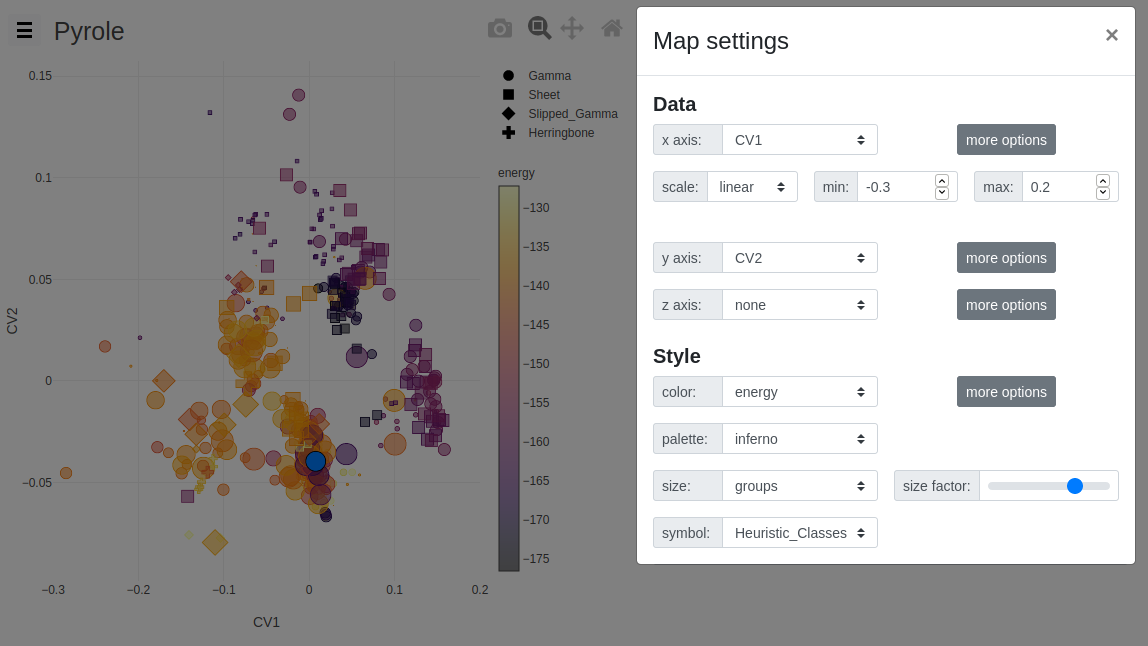 Pyrole
0.15
0.1
0.05
0
−0.05
CV2
−0.3
−0.2
−0.1
0
0.1
0.2
CV1
Gamma
Sheet
Slipped_Gamma
Herringbone
energy
−130
−135
−140
−145
−150
−155
−160
−165
−170
−175
Map settings
×
Data
x axis: CV1 more options
scale: linear min: -0.3 max: 0.2
y axis: CV2 more options
z axis: none more options
Style
color: energy more options
palette: inferno
size: groups size factor:
symbol: Heuristic_Classes